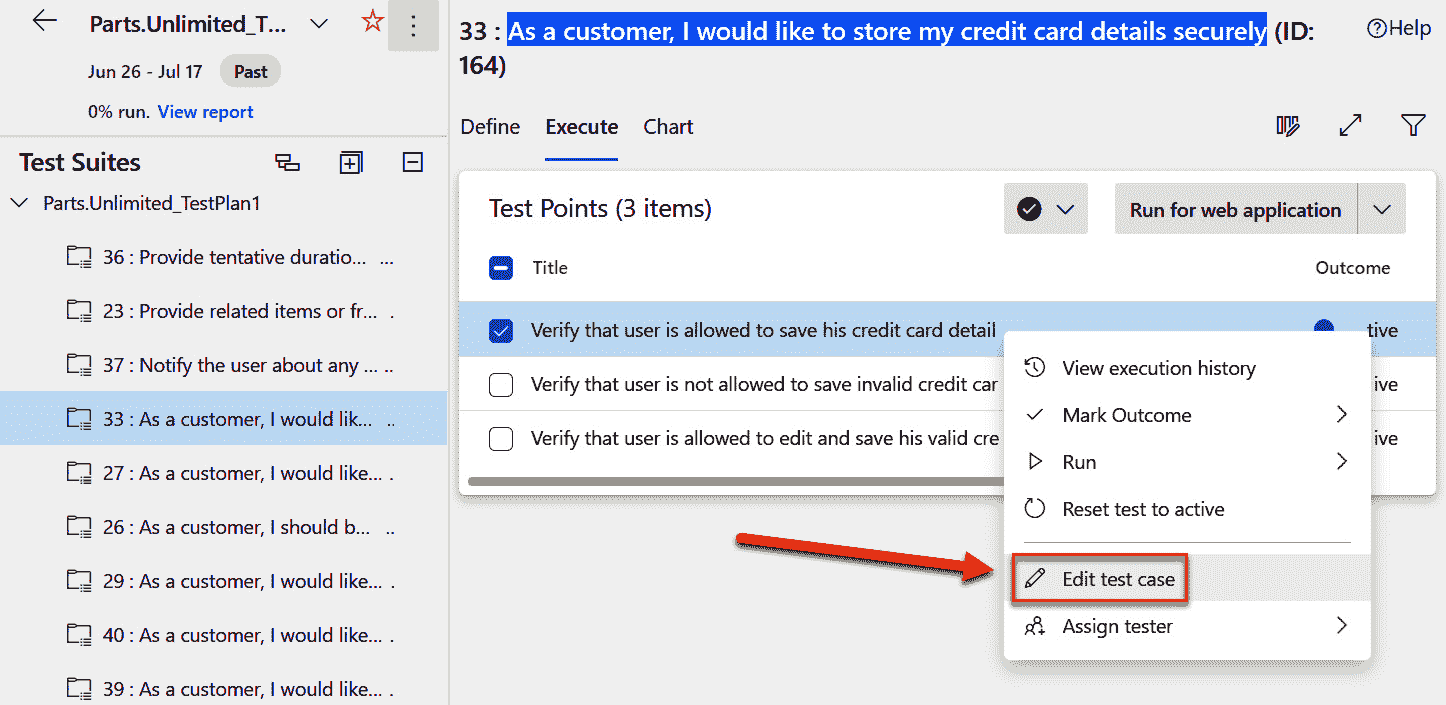 Parts.Unlimited_T...
Jun 26 - Jul 17 Past
0% run. View report
Test Suites
Parts.Unlimited_TestPlan1
36 : Provide tentative duratio... ...
23 : Provide related items or fr... .
37 : Notify the user about any ... ..
33 : As a customer, I would lik... ..
27 : As a customer, I would like... .
26 : As a customer, I should b... ..
29 : As a customer, I would like... .
40 : As a customer, I would like... .
39 : As a customer, I would like... .
33 : As a customer, I would like to store my credit card details securely (ID:
164)
Help
Define Execute Chart
Test Points (3 items)
Run for web application
Title Outcome
Verify that user is allowed to save his credit card detail tive
Verify that user is not allowed to save invalid credit car ive
Verify that user is allowed to edit and save his valid cre ive
View execution history
Mark Outcome
Run
Reset test to active
Edit test case
Assign tester